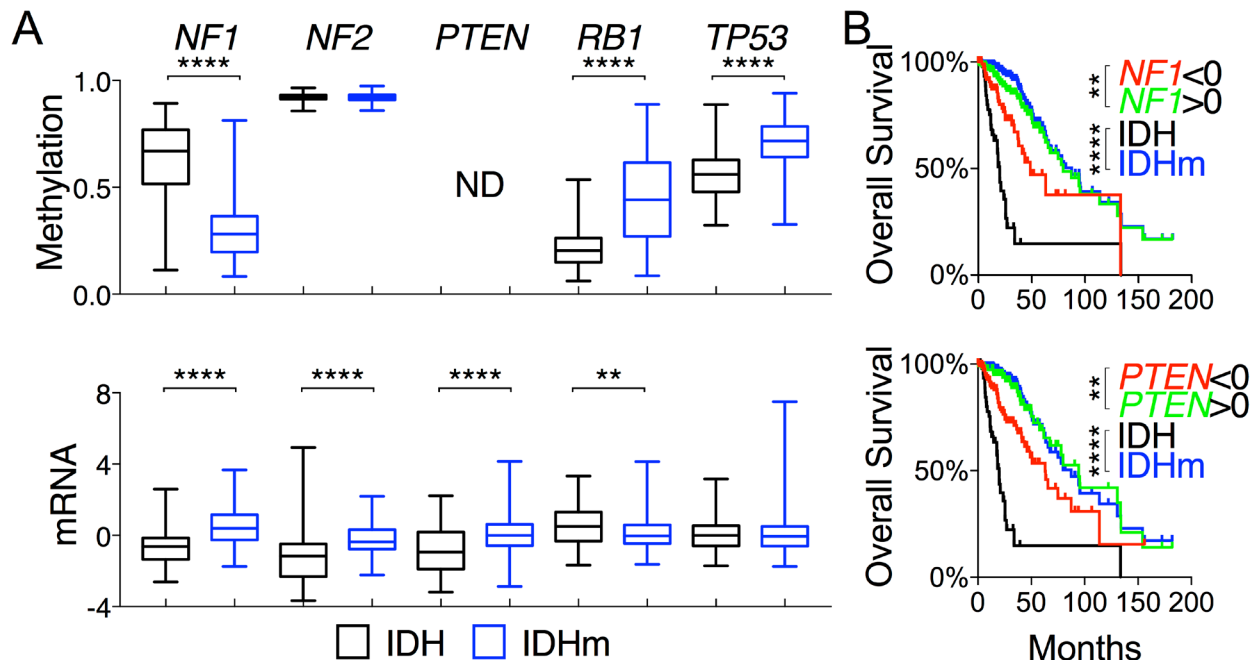 A
NF1 NF2 PTEN RB1 TP53
**** **** ****
Methylation
1.0
0.5
0.0
ND
mRNA
8
4
0
-4
**** **** **** **
IDH IDHm
B
Overall Survival
100%
50%
0%
** NF1<0
NF1>0
**** IDH
IDHm
0 50 100 150 200
Overall Survival
100%
50%
0%
** PTEN<0
PTEN>0
**** IDH
IDHm
0 50 100 150 200
Months